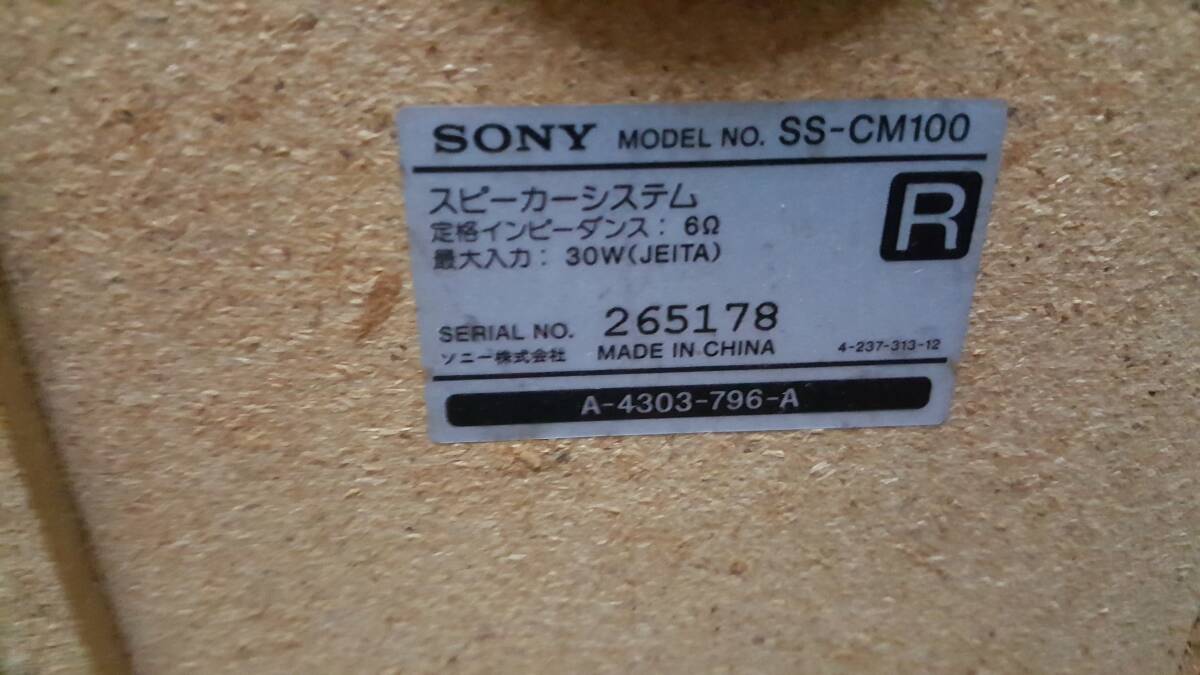 SONY MODEL NO. SS-CM100
スピーカーシステム
定格インピーダンス: 6Ω
最大入力: 30W(JEITA)
R
SERIAL NO. 265178
ソニー株式会社 MADE IN CHINA 4-237-313-12
A-4303-796-A